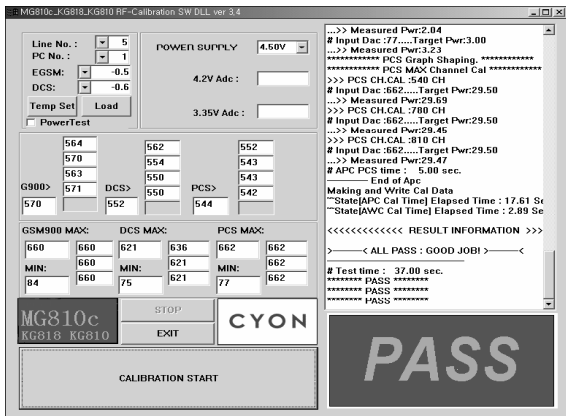 MG810c_KG818_KG810 RF-Calibration SW DLL ver 3.4
Line No. : 5
PC No. : 1
EGSM: -0.5
DCS: -0.6
Temp Set Load
PowerTest
POWER SUPPLY 4.50V
4.2V Adc :
3.35V Adc :
564 562 552
570 554 543
563 550 543
G900> 571 DCS> 550 PCS> 542
570 552 544
GSM900 MAX: DCS MAX: PCS MAX:
660 660 621 636 662 662
660 621 662
MIN: MIN: MIN:
84 660 75 621 77 662
MG810c
KG818 KG810
STOP
EXIT
CYON
CALIBRATION START
...>> Measured Pwr:2.04
# Input Dac :77.....Target Pwr:3.00
...>> Measured Pwr:3.23
*********** PCS Graph Shaping. ***********
*********** PCS MAX Channel Cal ***********
>>> PCS CH.CAL :540 CH
# Input Dac :662.....Target Pwr:29.50
...>> Measured Pwr:29.69
>>> PCS CH.CAL :780 CH
# Input Dac :662.....Target Pwr:29.50
...>> Measured Pwr:29.45
>>> PCS CH.CAL :810 CH
# Input Dac :662.....Target Pwr:29.50
...>> Measured Pwr:29.47
# APC PCS time : 5.00 sec.
--------- End of Apc
Making and Write Cal Data
~~State[APC Cal Time] Elapsed Time : 17.61 Se
~~State[AWC Cal Time] Elapsed Time : 2.89 Se
<<<<<<<<<<<<< RESULT INFORMATION >>>
>-------< ALL PASS : GOOD JOB! >-------<
# Test time : 37.00 sec.
******** PASS ********
******** PASS ********
******** PASS ********
PASS